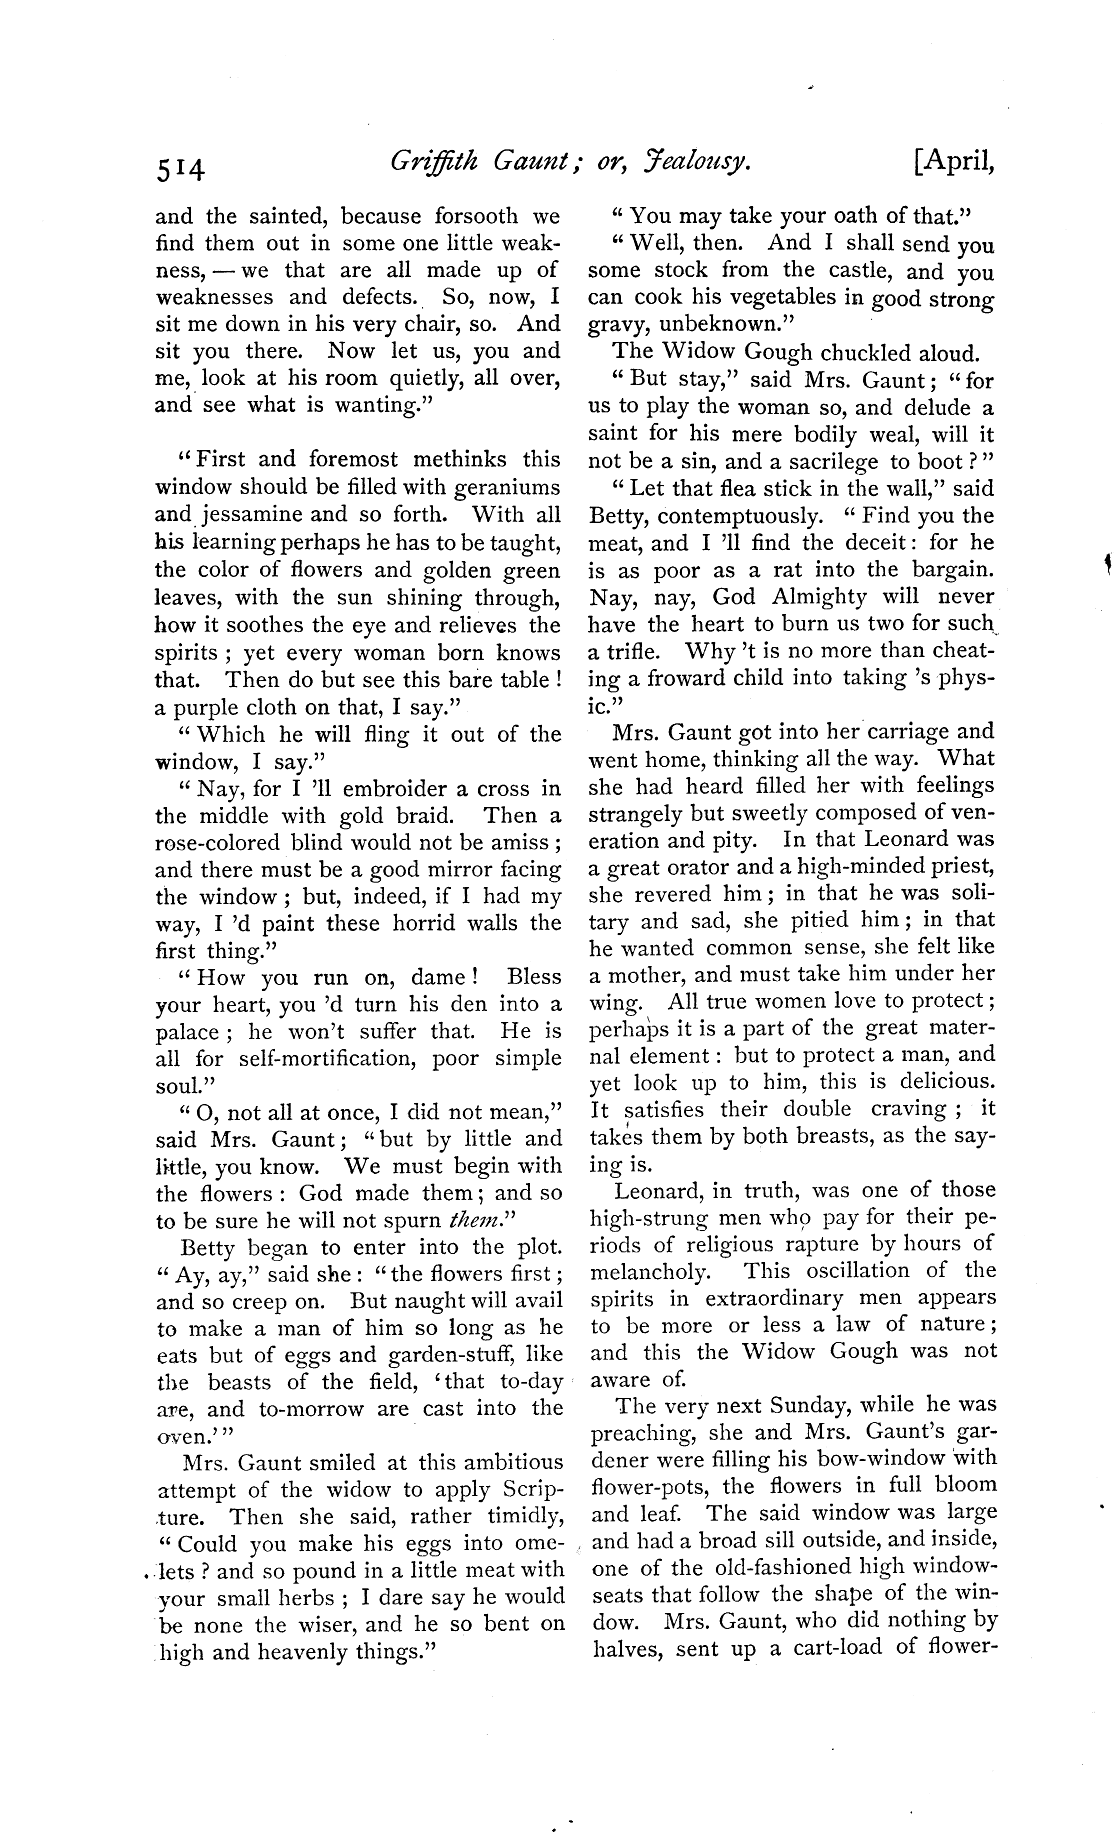 514
Griffith Gaunt; or, Jealousy.
[April,
and the sainted, because forsooth we
find them out in some one little weak-
ness, — we that are all made up of
weaknesses and defects. So, now, I
sit me down in his very chair, so. And
sit you there. Now let us, you and
me, look at his room quietly, all over,
and see what is wanting."
"First and foremost methinks this
window should be filled with geraniums
and jessamine and so forth. With all
his learning perhaps he has to be taught,
the color of flowers and golden green
leaves, with the sun shining through,
how it soothes the eye and relieves the
spirits; yet every woman born knows
that. Then do but see this bare table!
a purple cloth on that, I say."
"Which he will fling it out of the
window, I say."
"Nay, for I 'll embroider a cross in
the middle with gold braid. Then a
rose-colored blind would not be amiss;
and there must be a good mirror facing
the window; but, indeed, if I had my
way, I 'd paint these horrid walls the
first thing."
"How you run on, dame! Bless
your heart, you 'd turn his den into a
palace; he won't suffer that. He is
all for self-mortification, poor simple
soul."
"O, not all at once, I did not mean,"
said Mrs. Gaunt; "but by little and
little, you know. We must begin with
the flowers: God made them; and so
to be sure he will not spurn them."
Betty began to enter into the plot.
"Ay, ay," said she: "the flowers first;
and so creep on. But naught will avail
to make a man of him so long as he
eats but of eggs and garden-stuff, like
the beasts of the field, 'that to-day
are, and to-morrow are cast into the
oven.'"
Mrs. Gaunt smiled at this ambitious
attempt of the widow to apply Scrip-
ture. Then she said, rather timidly,
"Could you make his eggs into ome-
lets? and so pound in a little meat with
your small herbs; I dare say he would
be none the wiser, and he so bent on
high and heavenly things."
"You may take your oath of that."
"Well, then. And I shall send you
some stock from the castle, and you
can cook his vegetables in good strong
gravy, unbeknown."
The Widow Gough chuckled aloud.
"But stay," said Mrs. Gaunt; "for
us to play the woman so, and delude a
saint for his mere bodily weal, will it
not be a sin, and a sacrilege to boot?"
"Let that flea stick in the wall," said
Betty, contemptuously. "Find you the
meat, and I 'll find the deceit: for he
is as poor as a rat into the bargain.
Nay, nay, God Almighty will never
have the heart to burn us two for such
a trifle. Why 't is no more than cheat-
ing a froward child into taking 's phys-
ic."
Mrs. Gaunt got into her carriage and
went home, thinking all the way. What
she had heard filled her with feelings
strangely but sweetly composed of ven-
eration and pity. In that Leonard was
a great orator and a high-minded priest,
she revered him; in that he was soli-
tary and sad, she pitied him; in that
he wanted common sense, she felt like
a mother, and must take him under her
wing. All true women love to protect;
perhaps it is a part of the great mater-
nal element: but to protect a man, and
yet look up to him, this is delicious.
It satisfies their double craving; it
takes them by both breasts, as the say-
ing is.
Leonard, in truth, was one of those
high-strung men who pay for their pe-
riods of religious rapture by hours of
melancholy. This oscillation of the
spirits in extraordinary men appears
to be more or less a law of nature;
and this the Widow Gough was not
aware of.
The very next Sunday, while he was
preaching, she and Mrs. Gaunt's gar-
dener were filling his bow-window with
flower-pots, the flowers in full bloom
and leaf. The said window was large
and had a broad sill outside, and inside,
one of the old-fashioned high window-
seats that follow the shape of the win-
dow. Mrs. Gaunt, who did nothing by
halves, sent up a cart-load of flower-